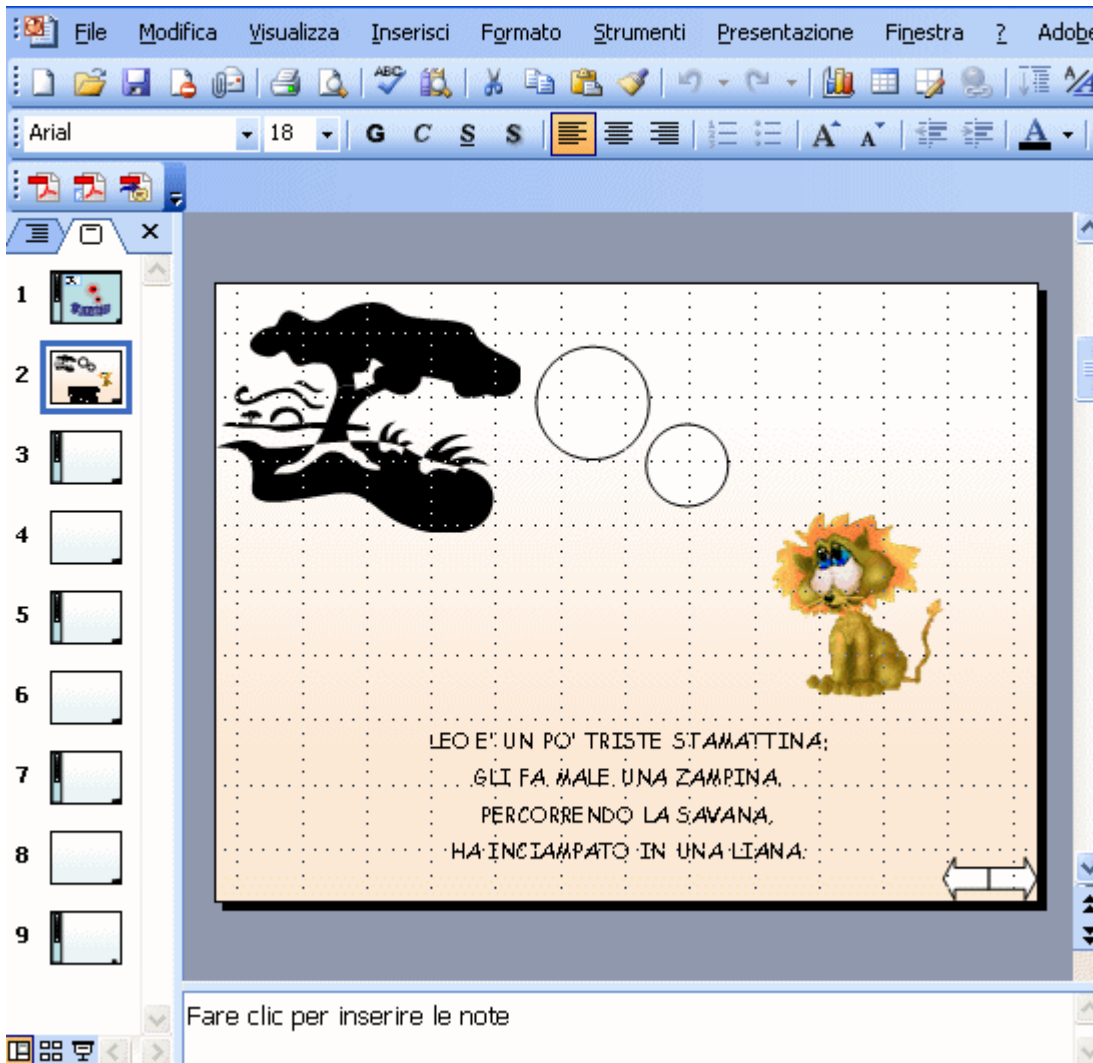 File Modifica Visualizza Inserisci Formato Strumenti Presentazione Finestra ? Adobe
ABC
Arial 18 G C S S A A A
1
2
3
4
5
6
7
8
9
LEO E' UN PO' TRISTE STAMATTINA;
GLI FA MALE UNA ZAMPINA,
PERCORRENDO LA SAVANA,
HA INCIAMPATO IN UNA LIANA.
Fare clic per inserire le note